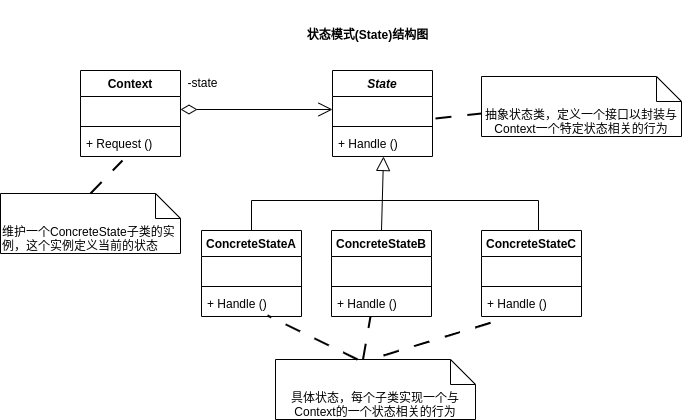 状态模式(State)结构图
Context
-state
State
+ Request ()
+ Handle ()
抽象状态类，定义一个接口以封装与
Context一个特定状态相关的行为
维护一个ConcreteState子类的实
例，这个实例定义当前的状态
ConcreteStateA
ConcreteStateB
ConcreteStateC
+ Handle ()
+ Handle ()
+ Handle ()
具体状态，每个子类实现一个与
Context的一个状态相关的行为